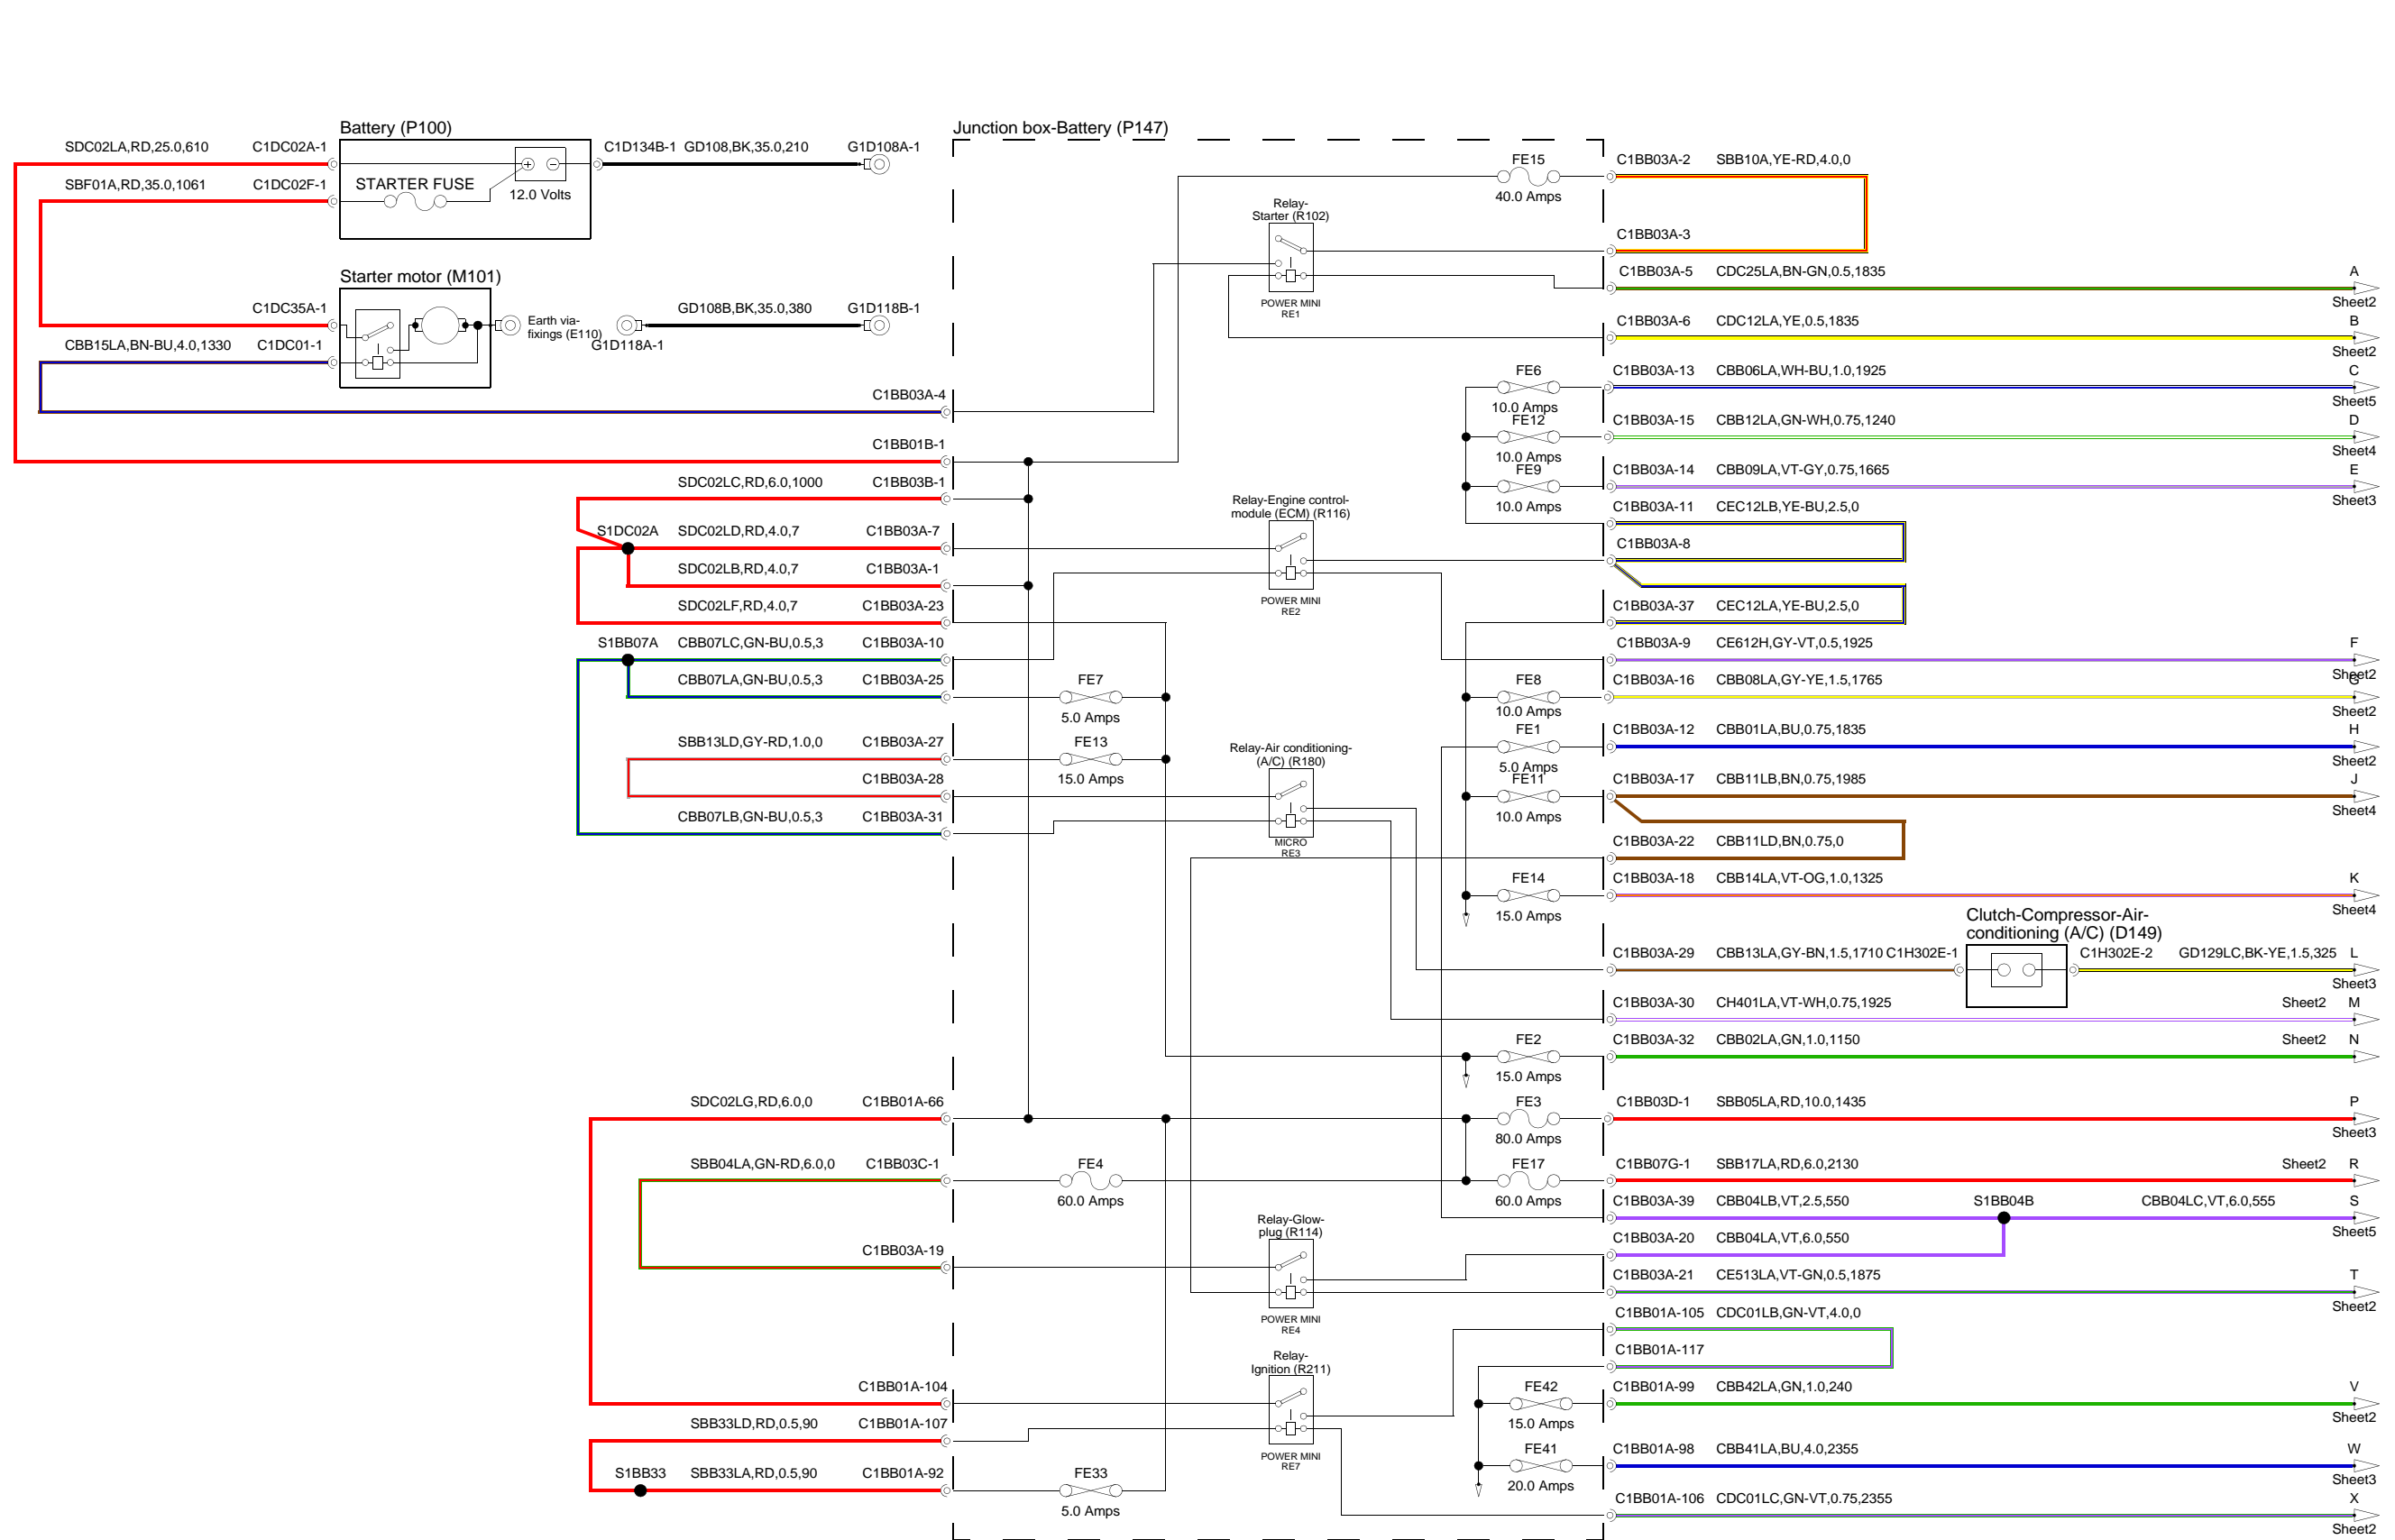 Battery (P100)
SDC02LA,RD,25.0,610 C1DC02A-1
SBF01A,RD,35.0,1061 C1DC02F-1
STARTER FUSE
12.0 Volts
C1D134B-1 GD108,BK,35.0,210 G1D108A-1
Starter motor (M101)
C1DC35A-1
CBB15LA,BN-BU,4.0,1330 C1DC01-1
Earth via-
fixings (E110)
GD108B,BK,35.0,380 G1D118B-1
G1D118A-1
C1BB03A-4
C1BB01B-1
SDC02LC,RD,6.0,1000 C1BB03B-1
S1DC02A SDC02LD,RD,4.0,7 C1BB03A-7
SDC02LB,RD,4.0,7 C1BB03A-1
SDC02LF,RD,4.0,7 C1BB03A-23
S1BB07A CBB07LC,GN-BU,0.5,3 C1BB03A-10
CBB07LA,GN-BU,0.5,3 C1BB03A-25
SBB13LD,GY-RD,1.0,0 C1BB03A-27
C1BB03A-28
CBB07LB,GN-BU,0.5,3 C1BB03A-31
SDC02LG,RD,6.0,0 C1BB01A-66
SBB04LA,GN-RD,6.0,0 C1BB03C-1
C1BB03A-19
C1BB01A-104
SBB33LD,RD,0.5,90 C1BB01A-107
S1BB33 SBB33LA,RD,0.5,90 C1BB01A-92
Junction box-Battery (P147)
FE7
5.0 Amps
FE13
15.0 Amps
FE4
60.0 Amps
FE33
5.0 Amps
Relay-
Starter (R102)
POWER MINI
RE1
Relay-Engine control-
module (ECM) (R116)
POWER MINI
RE2
Relay-Air conditioning-
(A/C) (R180)
MICRO
RE3
Relay-Glow-
plug (R114)
POWER MINI
RE4
Relay-
Ignition (R211)
POWER MINI
RE7
FE15
40.0 Amps
FE6
10.0 Amps
FE12
10.0 Amps
FE9
10.0 Amps
FE8
10.0 Amps
FE1
5.0 Amps
FE11
10.0 Amps
FE14
15.0 Amps
FE2
15.0 Amps
FE3
80.0 Amps
FE17
60.0 Amps
FE42
15.0 Amps
FE41
20.0 Amps
C1BB03A-2 SBB10A,YE-RD,4.0,0
C1BB03A-3
C1BB03A-5 CDC25LA,BN-GN,0.5,1835 A
Sheet2
C1BB03A-6 CDC12LA,YE,0.5,1835 B
Sheet2
C1BB03A-13 CBB06LA,WH-BU,1.0,1925 C
Sheet5
C1BB03A-15 CBB12LA,GN-WH,0.75,1240 D
Sheet4
C1BB03A-14 CBB09LA,VT-GY,0.75,1665 E
Sheet3
C1BB03A-11 CEC12LB,YE-BU,2.5,0
C1BB03A-8
C1BB03A-37 CEC12LA,YE-BU,2.5,0
C1BB03A-9 CE612H,GY-VT,0.5,1925 F
Sheet2
C1BB03A-16 CBB08LA,GY-YE,1.5,1765 G
Sheet2
C1BB03A-12 CBB01LA,BU,0.75,1835 H
Sheet2
C1BB03A-17 CBB11LB,BN,0.75,1985 J
Sheet4
C1BB03A-22 CBB11LD,BN,0.75,0
C1BB03A-18 CBB14LA,VT-OG,1.0,1325 K
Sheet4
Clutch-Compressor-Air-
conditioning (A/C) (D149)
C1BB03A-29 CBB13LA,GY-BN,1.5,1710 C1H302E-1 C1H302E-2 GD129LC,BK-YE,1.5,325 L
Sheet3
C1BB03A-30 CH401LA,VT-WH,0.75,1925 Sheet2 M
C1BB03A-32 CBB02LA,GN,1.0,1150 Sheet2 N
C1BB03D-1 SBB05LA,RD,10.0,1435 P
Sheet3
C1BB07G-1 SBB17LA,RD,6.0,2130 Sheet2 R
C1BB03A-39 CBB04LB,VT,2.5,550 S1BB04B CBB04LC,VT,6.0,555 S
Sheet5
C1BB03A-20 CBB04LA,VT,6.0,550
C1BB03A-21 CE513LA,VT-GN,0.5,1875 T
Sheet2
C1BB01A-105 CDC01LB,GN-VT,4.0,0
C1BB01A-117
C1BB01A-99 CBB42LA,GN,1.0,240 V
Sheet2
C1BB01A-98 CBB41LA,BU,4.0,2355 W
Sheet3
C1BB01A-106 CDC01LC,GN-VT,0.75,2355 X
Sheet2